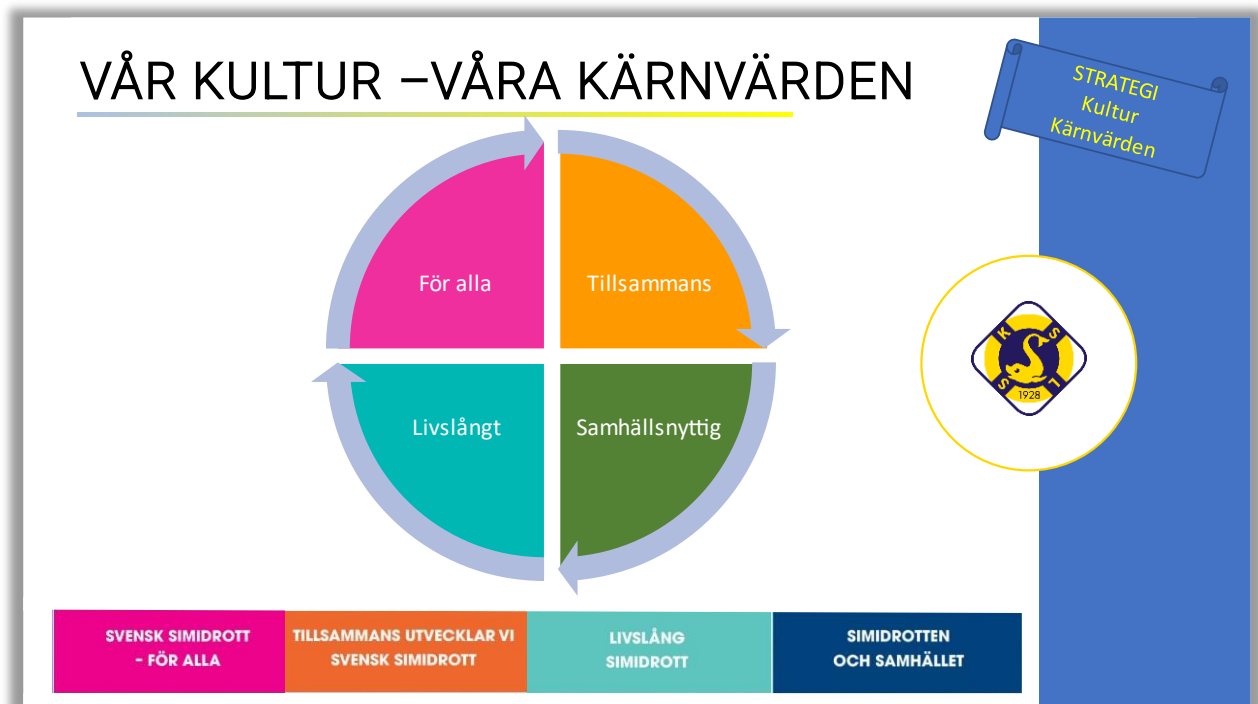 VÅR KULTUR –VÅRA KÄRNVÄRDEN
STRATEGI
Kultur
Kärnvärden
För alla
Tillsammans
Livslångt
Samhällsnyttig
K S
S L
1928
SVENSK SIMIDROTT
- FÖR ALLA
TILLSAMMANS UTVECKLAR VI
SVENSK SIMIDROTT
LIVSLÅNG
SIMIDROTT
SIMIDROTTEN
OCH SAMHÄLLET